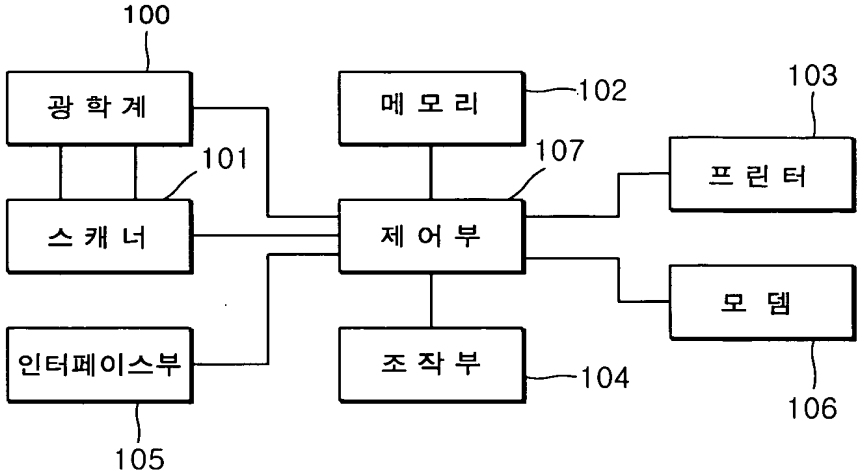 100
광학계
메모리
102
103
101
107
프린터
스캐너
제어부
모뎀
인터페이스부
조작부
104
106
105